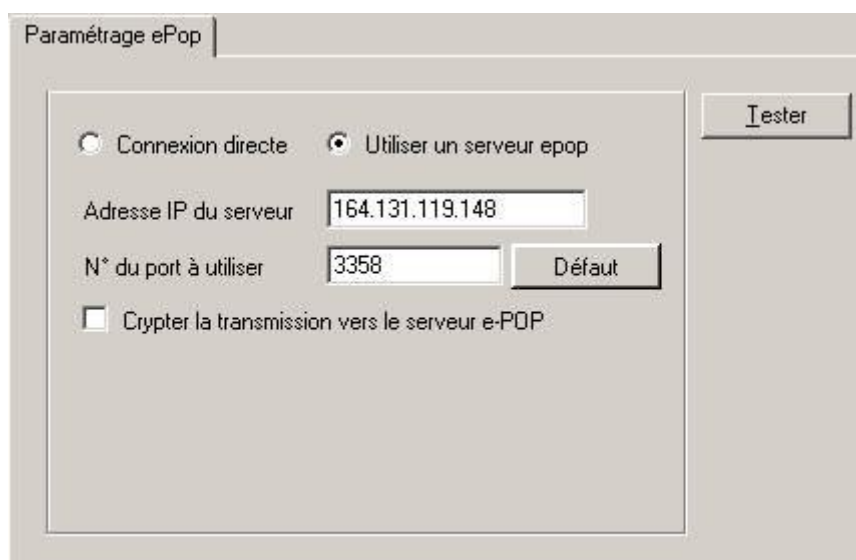 Paramétrage ePop
Tester
Connexion directe
Utiliser un serveur epop
Adresse IP du serveur 164.131.119.148
N° du port à utiliser 3358 Défaut
Crypter la transmission vers le serveur e-POP